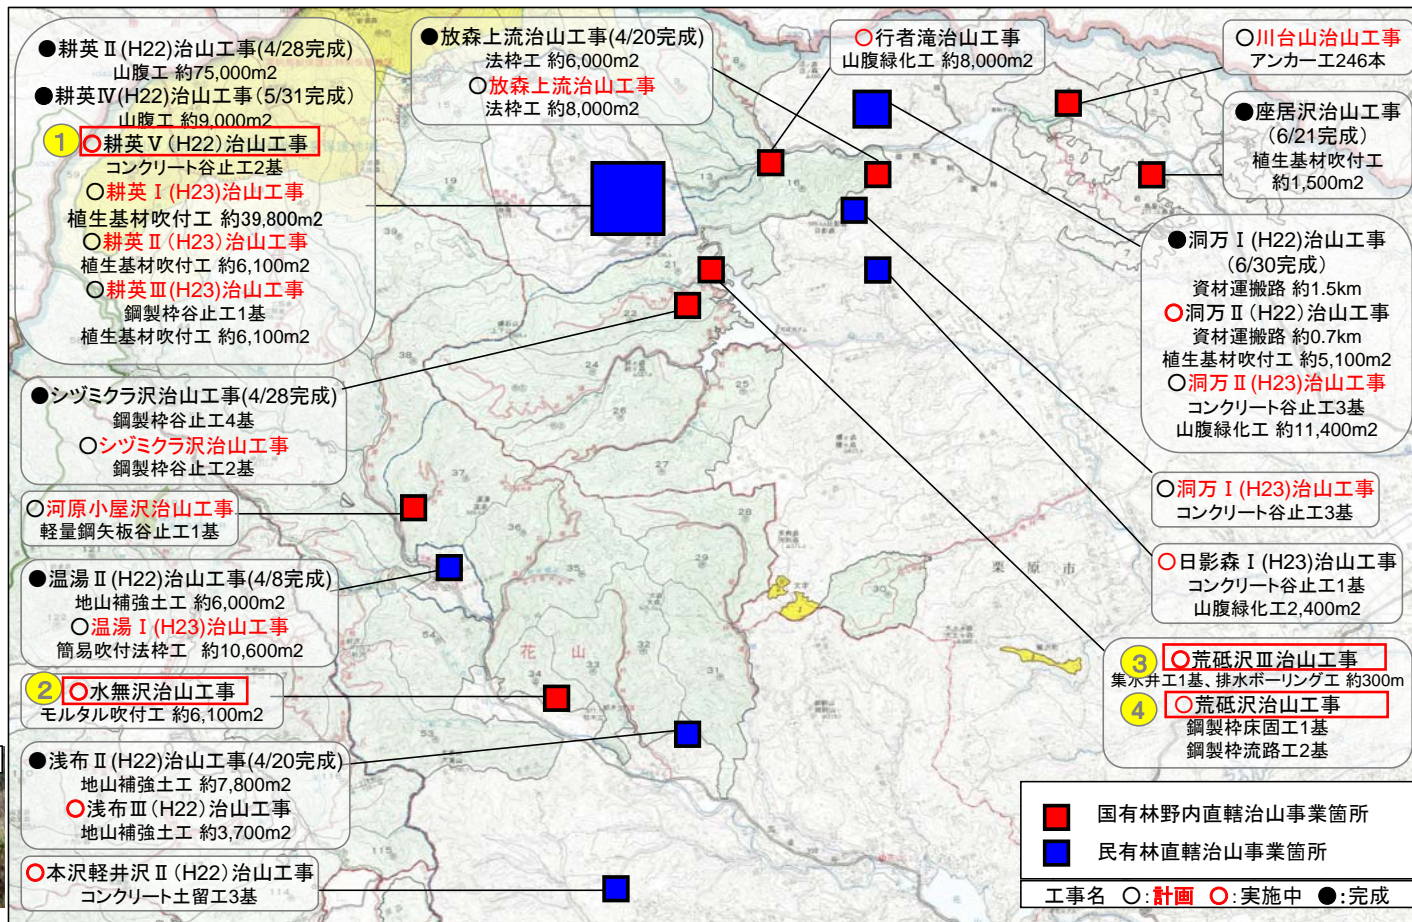 ●耕英Ⅱ(H22)治山工事(4/28完成)
山腹工 約75,000m2
●耕英Ⅳ(H22)治山工事(5/31完成)
山腹工 約9,000m2
1
○耕英Ⅴ(H22)治山工事
コンクリート谷止工2基
○耕英Ⅰ(H23)治山工事
植生基材吹付工 約39,800m2
○耕英Ⅱ(H23)治山工事
植生基材吹付工 約6,100m2
○耕英Ⅲ(H23)治山工事
鋼製枠谷止工1基
植生基材吹付工 約6,100m2
●放森上流治山工事(4/20完成)
法枠工 約6,000m2
○放森上流治山工事
法枠工 約8,000m2
○行者滝治山工事
山腹緑化工 約8,000m2
○川台山治山工事
アンカー工246本
●座居沢治山工事
(6/21完成)
植生基材吹付工
約1,500m2
●洞万Ⅰ(H22)治山工事
(6/30完成)
資材運搬路 約1.5km
○洞万Ⅱ(H22)治山工事
資材運搬路 約0.7km
植生基材吹付工 約5,100m2
○洞万Ⅱ(H23)治山工事
コンクリート谷止工3基
山腹緑化工 約11,400m2
○洞万Ⅰ(H23)治山工事
コンクリート谷止工3基
○日影森Ⅰ(H23)治山工事
コンクリート谷止工1基
山腹緑化工2,400m2
3
○荒砥沢Ⅲ治山工事
集水井工1基、排水ボーリング工 約300m
4
○荒砥沢治山工事
鋼製枠床固工1基
鋼製枠流路工2基
●シヅミクラ沢治山工事(4/28完成)
鋼製枠谷止工4基
○シヅミクラ沢治山工事
鋼製枠谷止工2基
○河原小屋沢治山工事
軽量鋼矢板谷止工1基
●温湯Ⅱ(H22)治山工事(4/8完成)
地山補強土工 約6,000m2
○温湯Ⅰ(H23)治山工事
簡易吹付法枠工 約10,600m2
2
○水無沢治山工事
モルタル吹付工 約6,100m2
●浅布Ⅱ(H22)治山工事(4/20完成)
地山補強土工 約7,800m2
○浅布Ⅲ(H22)治山工事
地山補強土工 約3,700m2
○本沢軽井沢Ⅱ(H22)治山工事
コンクリート土留工3基
栗原市
花山
13
16
19
21
22
24
25
26
27
28
29
30
31
32
33
34
35
36
37
38
国有林野内直轄治山事業箇所
民有林直轄治山事業箇所
工事名 ○:計画 ○:実施中 ●:完成